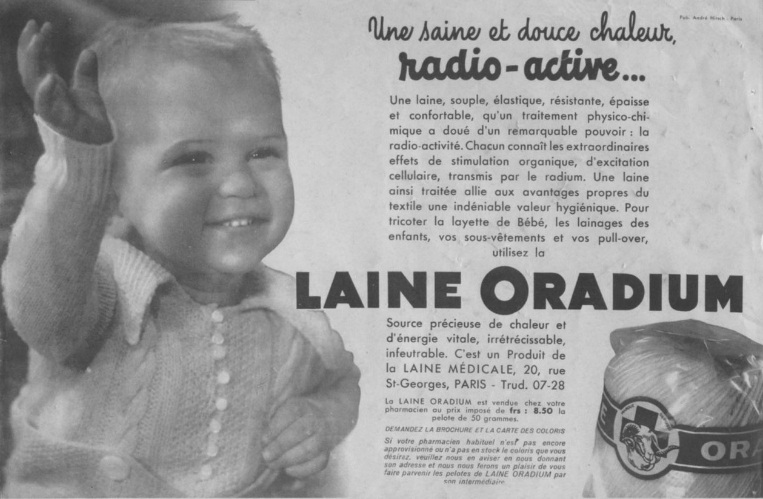 Pub. André Hirsch - Paris
Une saine et douce chaleur,
radio-active...
Une laine, souple, élastique, résistante, épaisse
et confortable, qu'un traitement physico-chi-
mique a doué d'un remarquable pouvoir : la
radio-activité. Chacun connaît les extraordinaires
effets de stimulation organique, d'excitation
cellulaire, transmis par le radium. Une laine
ainsi traitée allie aux avantages propres du
textile une indéniable valeur hygiénique. Pour
tricoter la layette de Bébé, les lainages des
enfants, vos sous-vêtements et vos pull-over,
utilisez la
LAINE ORADIUM
Source précieuse de chaleur et
d'énergie vitale, irrétrécissable,
infeutrable. C'est un Produit de
la LAINE MÉDICALE, 20, rue
St-Georges, PARIS - Trud. 07-28
La LAINE ORADIUM est vendue chez votre
pharmacien au prix imposé de frs : 8.50 la
pelote de 50 grammes.
DEMANDEZ LA BROCHURE ET LA CARTE DES COLORIS
Si votre pharmacien habituel n'est pas encore
approvisionné ou n'a pas en stock le coloris que vous
désirez, veuillez nous en aviser en nous donnant
son adresse et nous nous ferons un plaisir de vous
faire parvenir les pelotes de LAINE ORADIUM par
son intermédiaire.
E
ORA